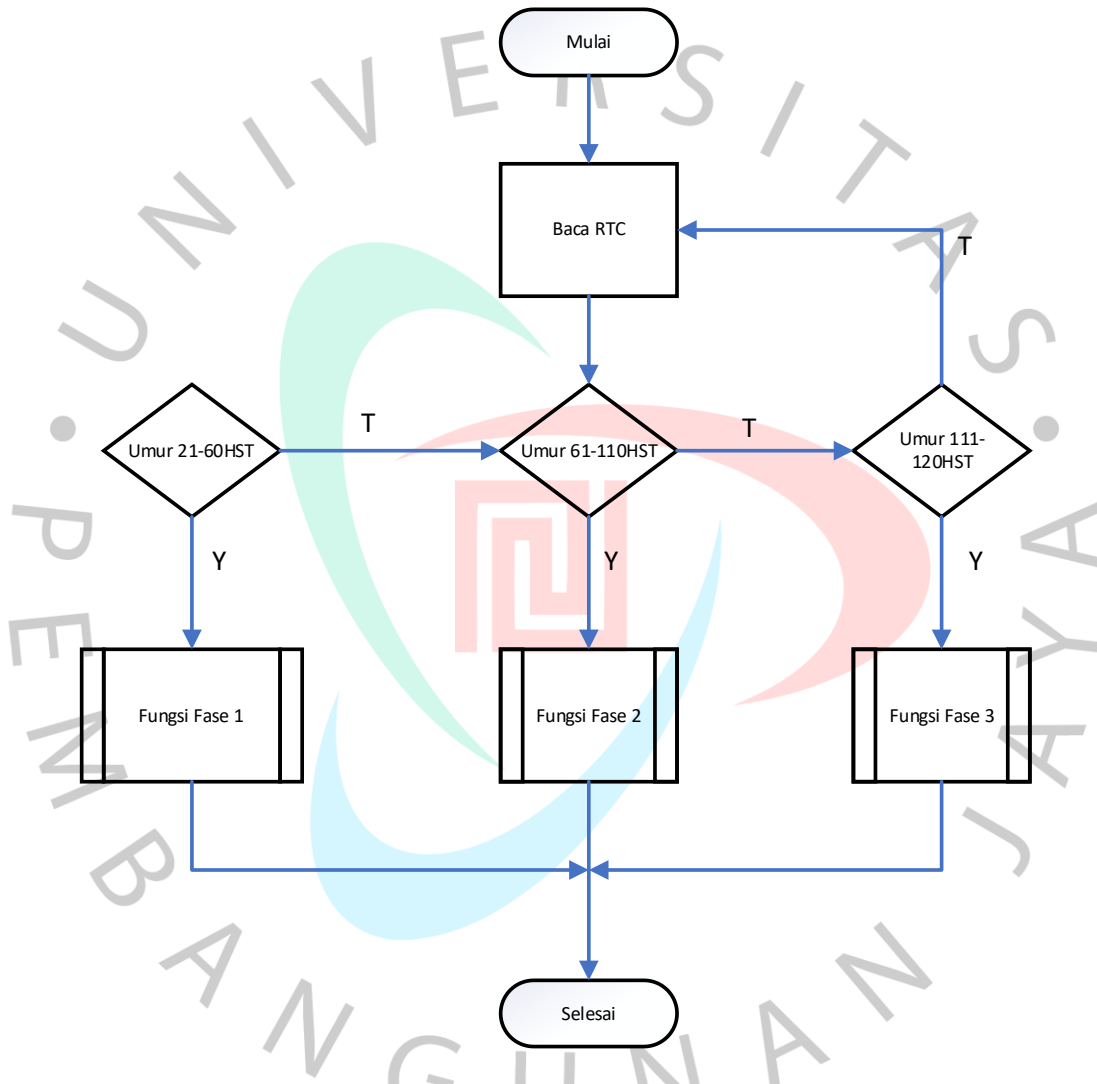 Mulai
Baca RTC
T
Umur 21-60HST
T
Umur 61-110HST
T
Umur 111-
120HST
Y
Y
Y
Fungsi Fase 1
Fungsi Fase 2
Fungsi Fase 3
Selesai
UNIVERSITAS
PEMBANGUNAN JAYA